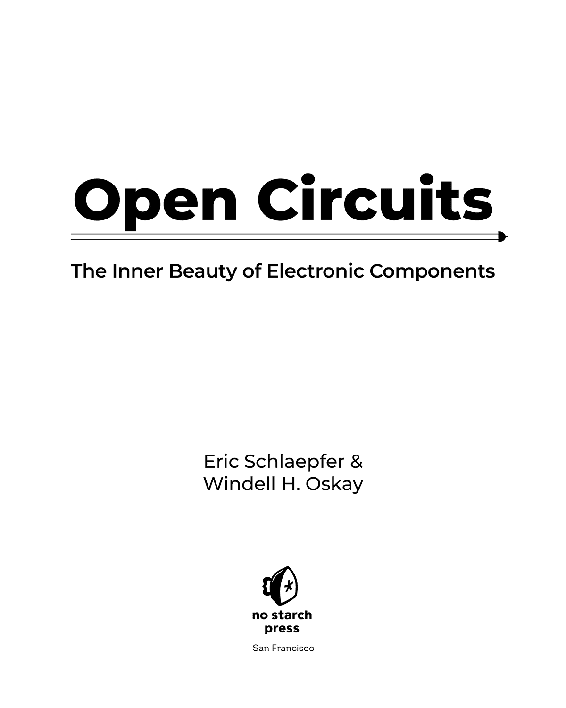 Open Circuits
The Inner Beauty of Electronic Components
Eric Schlaepfer &
Windell H. Oskay
no starch
press
San Francisco